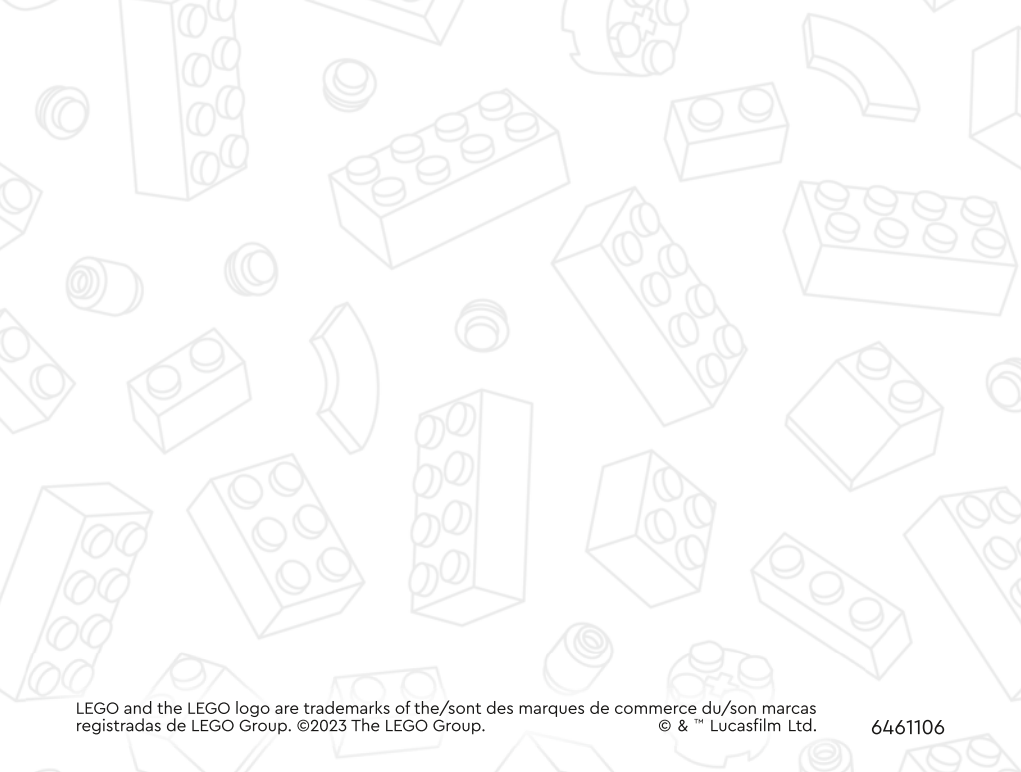 LEGO and the LEGO logo are trademarks of the/sont des marques de commerce du/son marcas
registradas de LEGO Group. ©2023 The LEGO Group. © & ™ Lucasfilm Ltd. 6461106